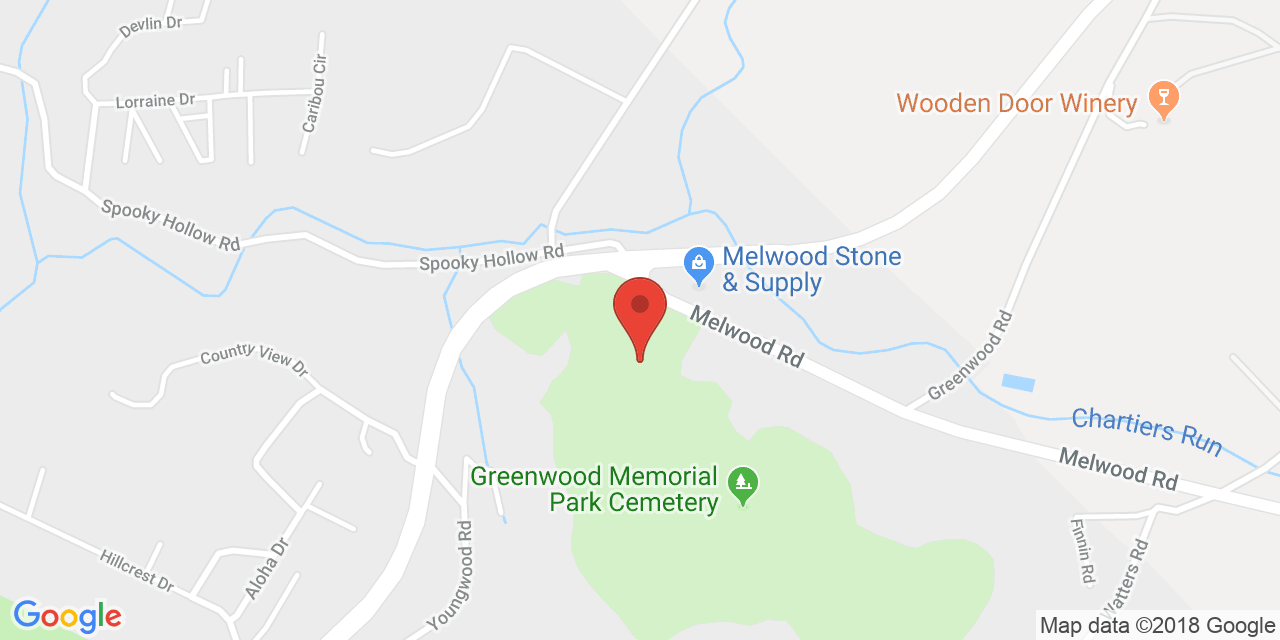 Devlin Dr
Lorraine Dr
Caribou Cir
Wooden Door Winery
Spooky Hollow Rd
Spooky Hollow Rd
Melwood Stone
& Supply
Melwood Rd
Greenwood Rd
Country View Dr
Chartiers Run
Melwood Rd
Greenwood Memorial
Park Cemetery
Hillcrest Dr
Aloha Dr
Youngwood Rd
Finnin Rd
Watters Rd
Google
Map data ©2018 Google